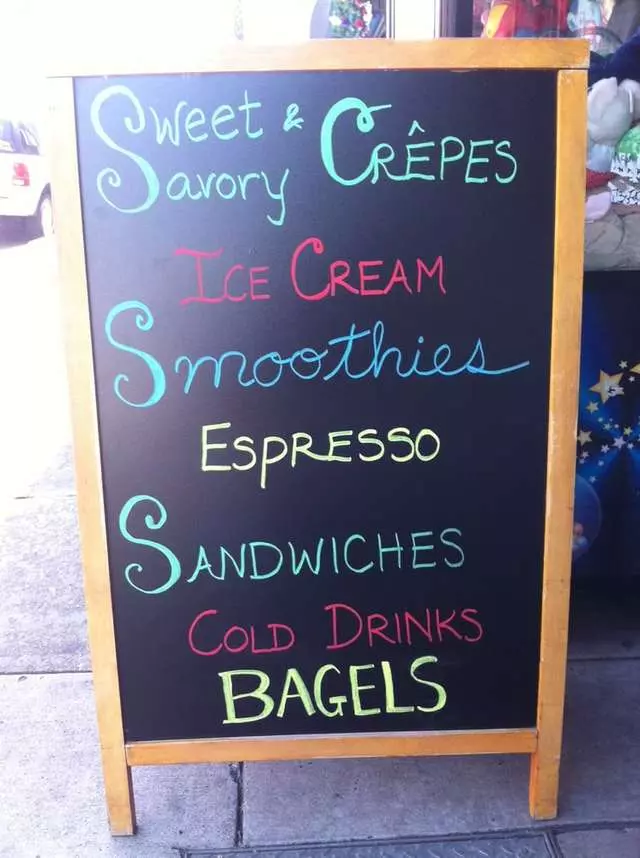 Sweet & Savory CRÊPES
ICE CREAM
Smoothies
ESPRESSO
SANDWICHES
COLD DRINKS
BAGELS